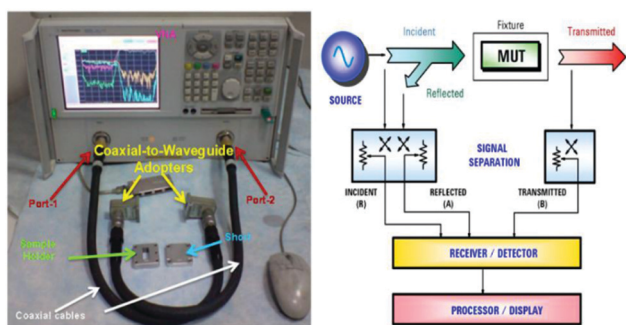 Coaxial-to-Waveguide
Adopters
Port-1
Port-2
Sample
Holder
Short
Coaxial cables
Fixture
Incident
Transmitted
MUT
SOURCE
Reflected
SIGNAL
SEPARATION
INCIDENT
(R)
REFLECTED
(A)
TRANSMITTED
(B)
RECEIVER / DETECTOR
PROCESSOR / DISPLAY